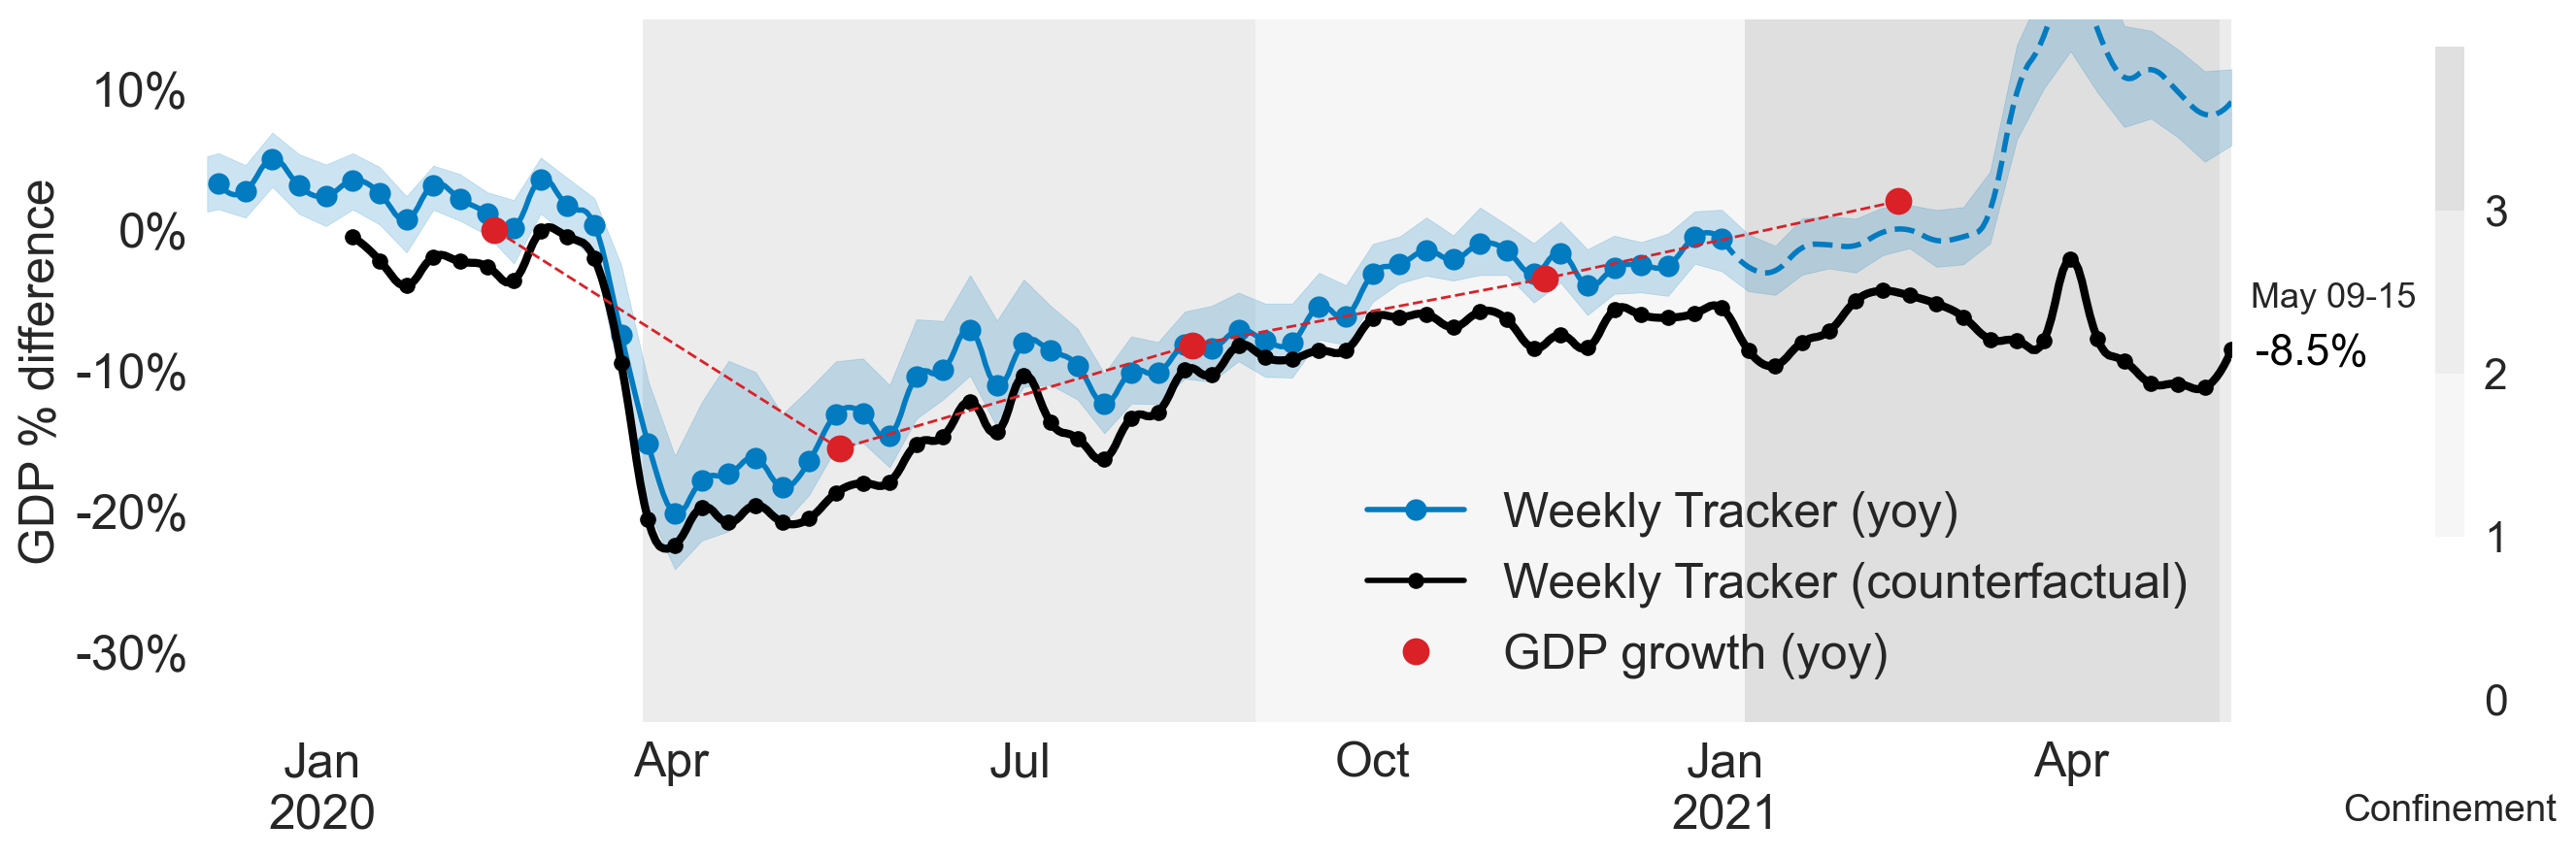 GDP % difference
10%
0%
-10%
-20%
-30%
Jan
2020
Apr
Jul
Oct
Jan
2021
Apr
Weekly Tracker (yoy)
Weekly Tracker (counterfactual)
GDP growth (yoy)
May 09-15
-8.5%
3
2
1
0
Confinement